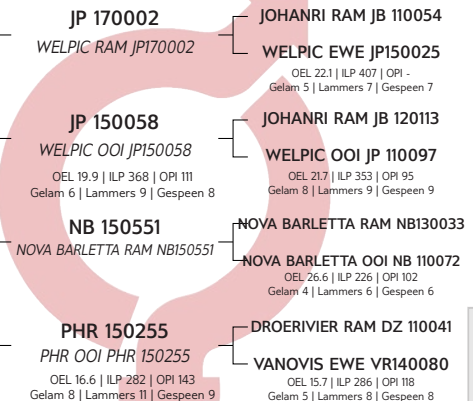 JP 170002
WELPIC RAM JP170002
JOHANRI RAM JB 110054
WELPIC EWE JP150025
OEL 22.1 | ILP 407 | OPI -
Gelam 5 | Lammers 7 | Gespeen 7
JP 150058
WELPIC OOI JP150058
OEL 19.9 | ILP 368 | OPI 111
Gelam 6 | Lammers 9 | Gespeen 8
JOHANRI RAM JB 120113
WELPIC OOI JP 110097
OEL 21.7 | ILP 353 | OPI 95
Gelam 8 | Lammers 9 | Gespeen 9
NB 150551
NOVA BARLETTA RAM NB150551
NOVA BARLETTA RAM NB130033
NOVA BARLETTA OOI NB 110072
OEL 26.6 | ILP 226 | OPI 102
Gelam 4 | Lammers 6 | Gespeen 6
PHR 150255
PHR OOI PHR 150255
OEL 16.6 | ILP 282 | OPI 143
Gelam 8 | Lammers 11 | Gespeen 9
DROERIVIER RAM DZ 110041
VANOVIS EWE VR140080
OEL 15.7 | ILP 286 | OPI 118
Gelam 5 | Lammers 8 | Gespeen 8